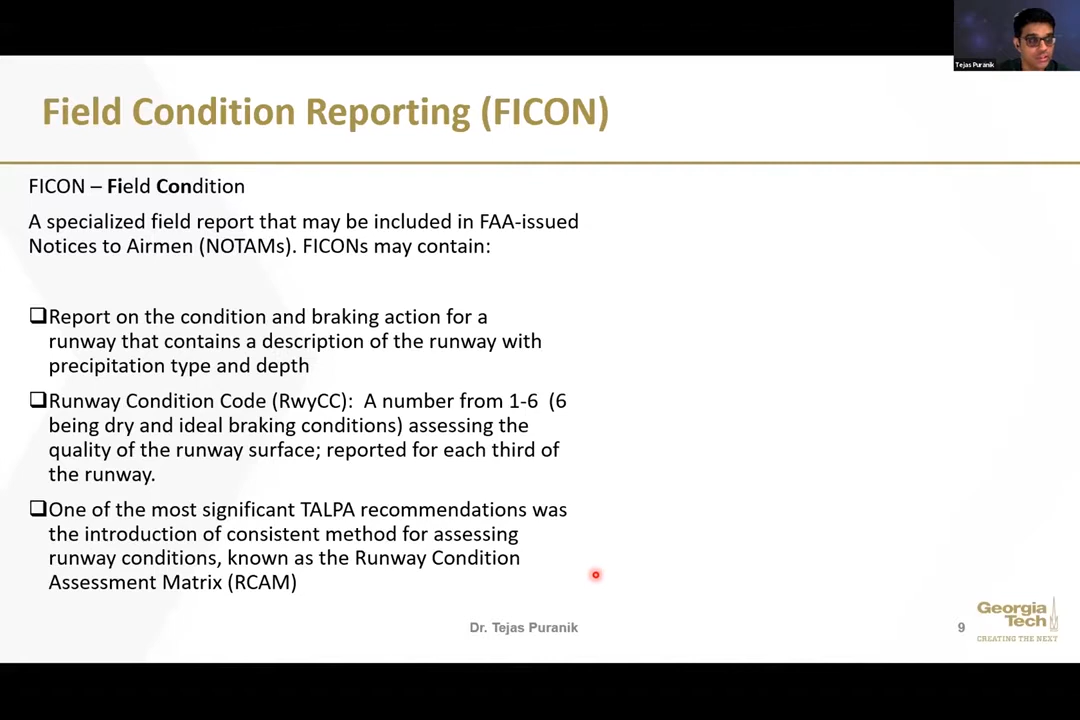 Tejas Puranik
Field Condition Reporting (FICON)
FICON – Field Condition
A specialized field report that may be included in FAA-issued
Notices to Airmen (NOTAMs). FICONs may contain:
❑Report on the condition and braking action for a
runway that contains a description of the runway with
precipitation type and depth
❑Runway Condition Code (RwyCC):  A number from 1-6  (6
being dry and ideal braking conditions) assessing the
quality of the runway surface; reported for each third of
the runway.
❑One of the most significant TALPA recommendations was
the introduction of consistent method for assessing
runway conditions, known as the Runway Condition
Assessment Matrix (RCAM)
Dr. Tejas Puranik
9
Georgia
Tech
CREATING THE NEXT